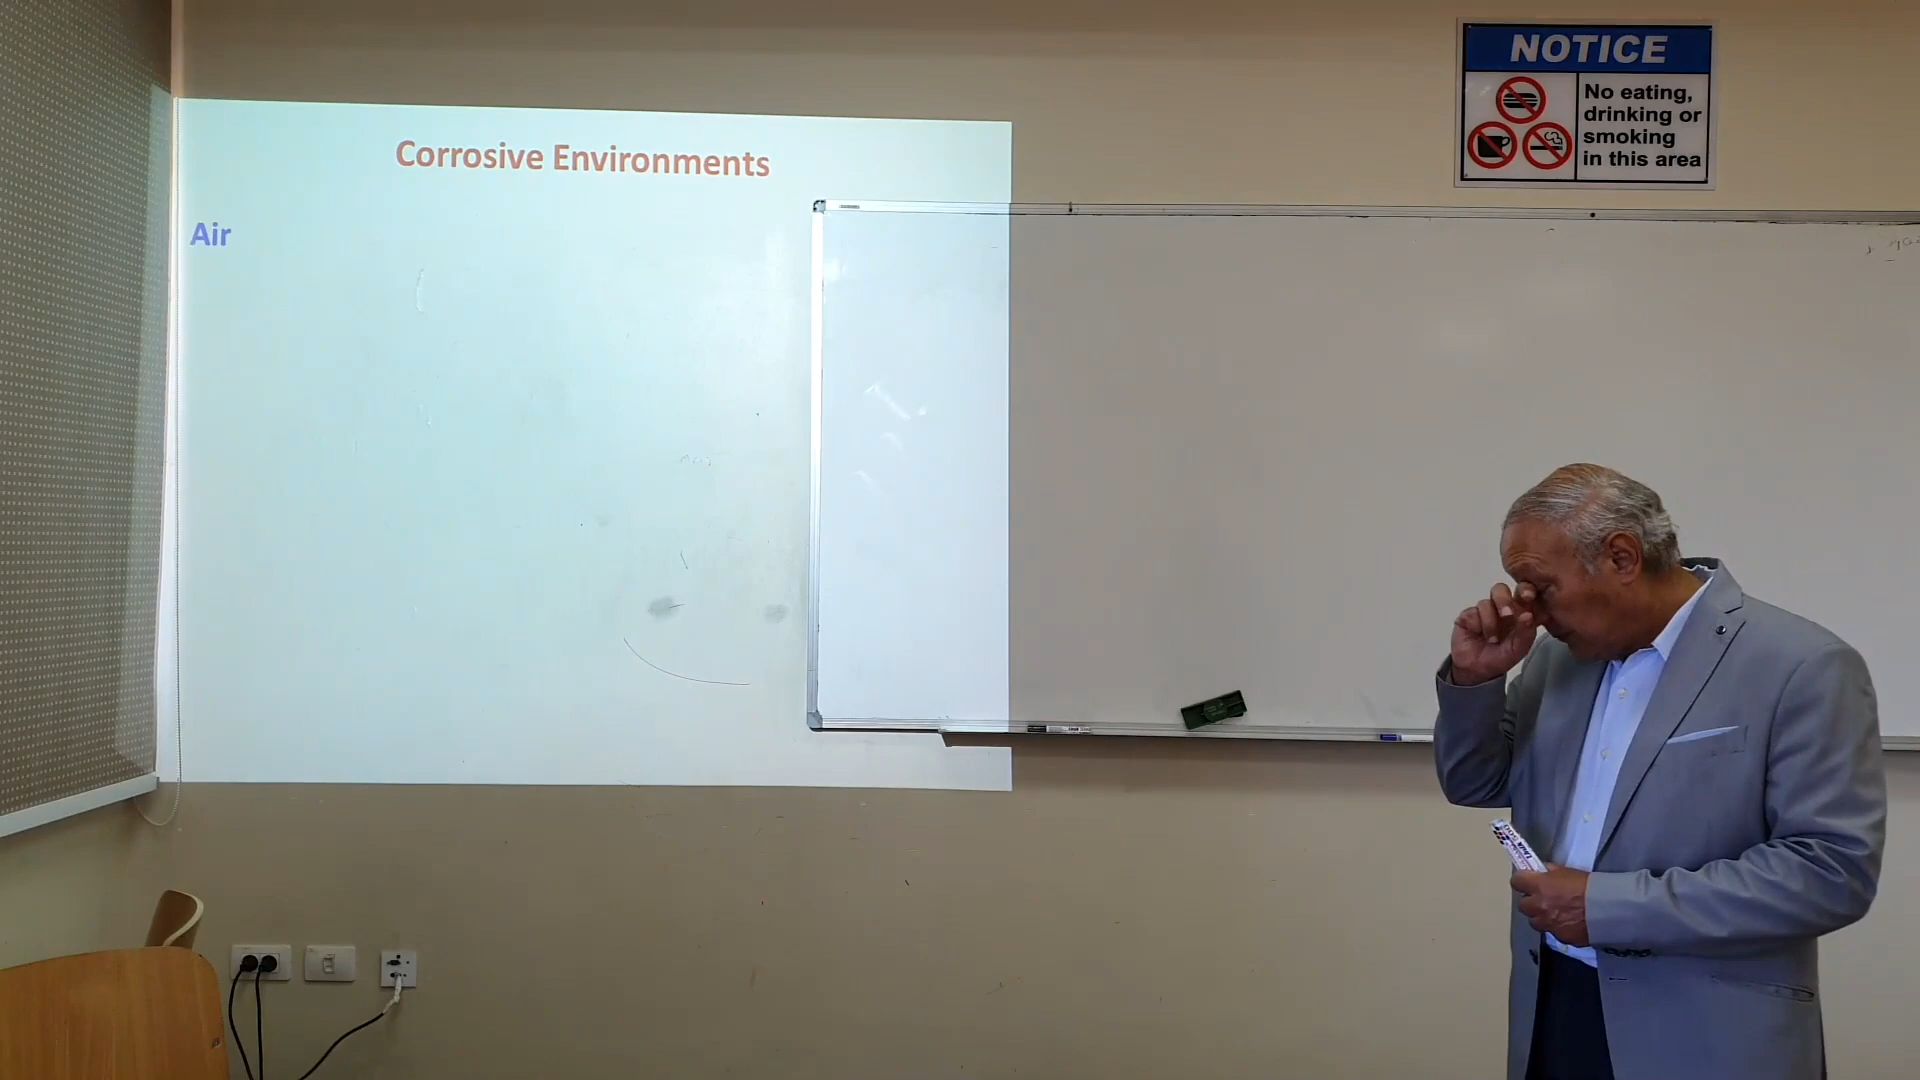 Corrosive Environments
Air
NOTICE
No eating,
drinking or
smoking
in this area